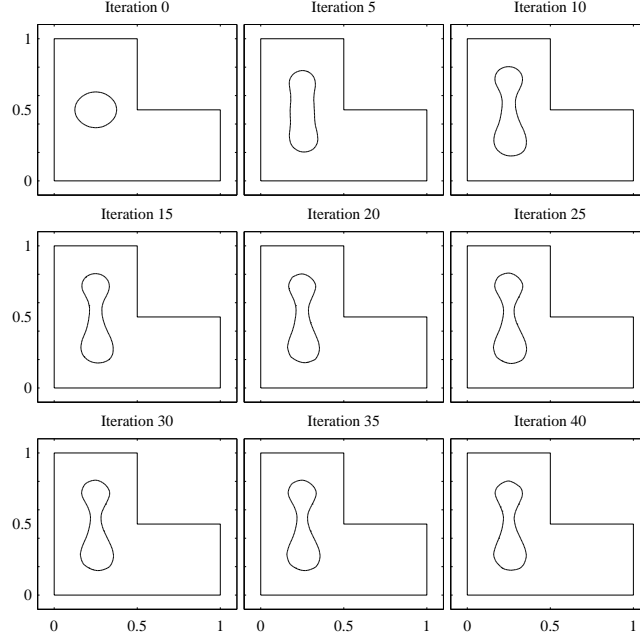 Iteration 0
Iteration 5
Iteration 10
1
0.5
0
Iteration 15
Iteration 20
Iteration 25
1
0.5
0
Iteration 30
Iteration 35
Iteration 40
1
0.5
0
0 0.5 1
0 0.5 1
0 0.5 1